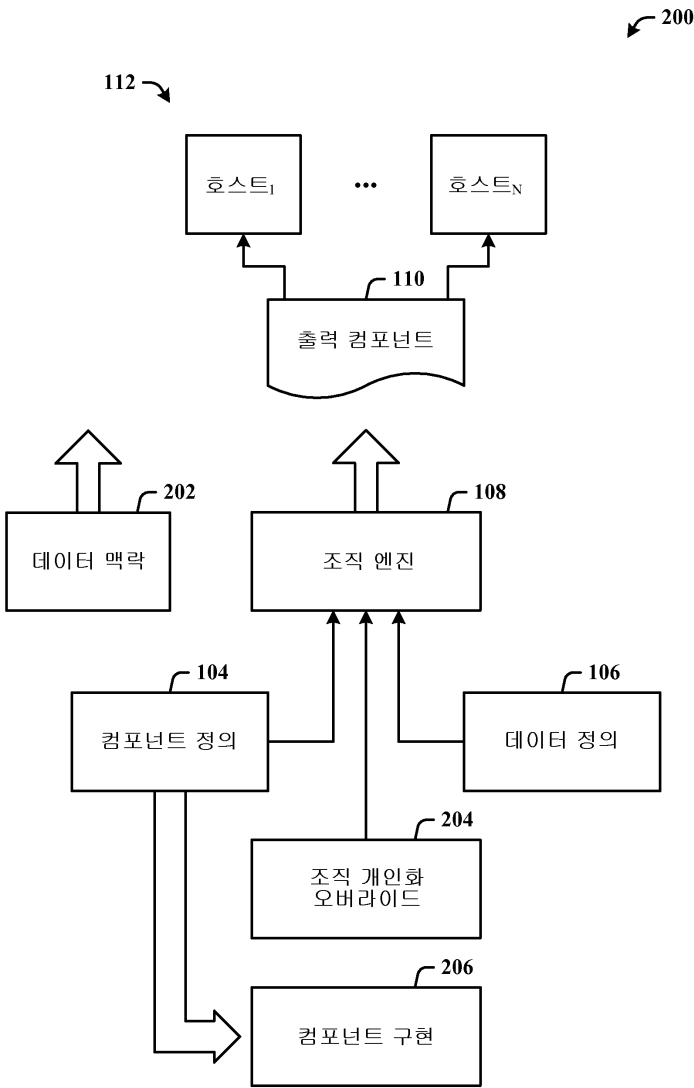 200
112
호스트1
...
호스트N
110
출력 컴포넌트
202
108
데이터 맥락
조직 엔진
104
106
컴포넌트 정의
데이터 정의
204
조직 개인화
오버라이드
206
컴포넌트 구현